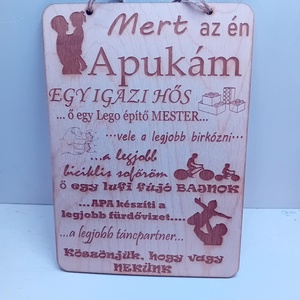 Mert az én
Apukám
EGY IGAZI HŐS
...ő egy Lego építő MESTER...
...vele a legjobb birkózni...
...a legjobb
biciklis sofőröm
ő egy lufi fújó BAJNOK
...APA készíti a
legjobb fürdővizet....
...a legjobb táncpartner...
Köszönjük, hogy vagy
NEKÜNK